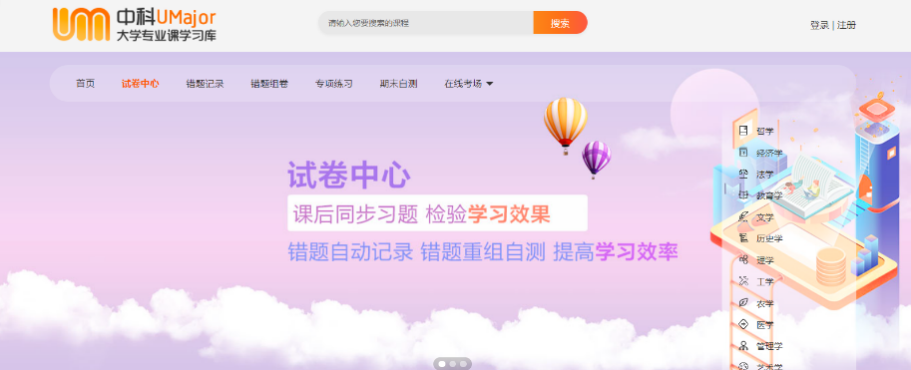 中科UMajor
大学专业课学习库
请输入您要搜索的课程
搜索
登录 | 注册
首页 试卷中心 错题记录 错题组卷 专项练习 期末自测 在线考场
试卷中心
课后同步习题 检验学习效果
错题自动记录 错题重组自测 提高学习效率
哲学
经济学
法学
教育学
文学
历史学
理学
工学
农学
医学
管理学
艺术学